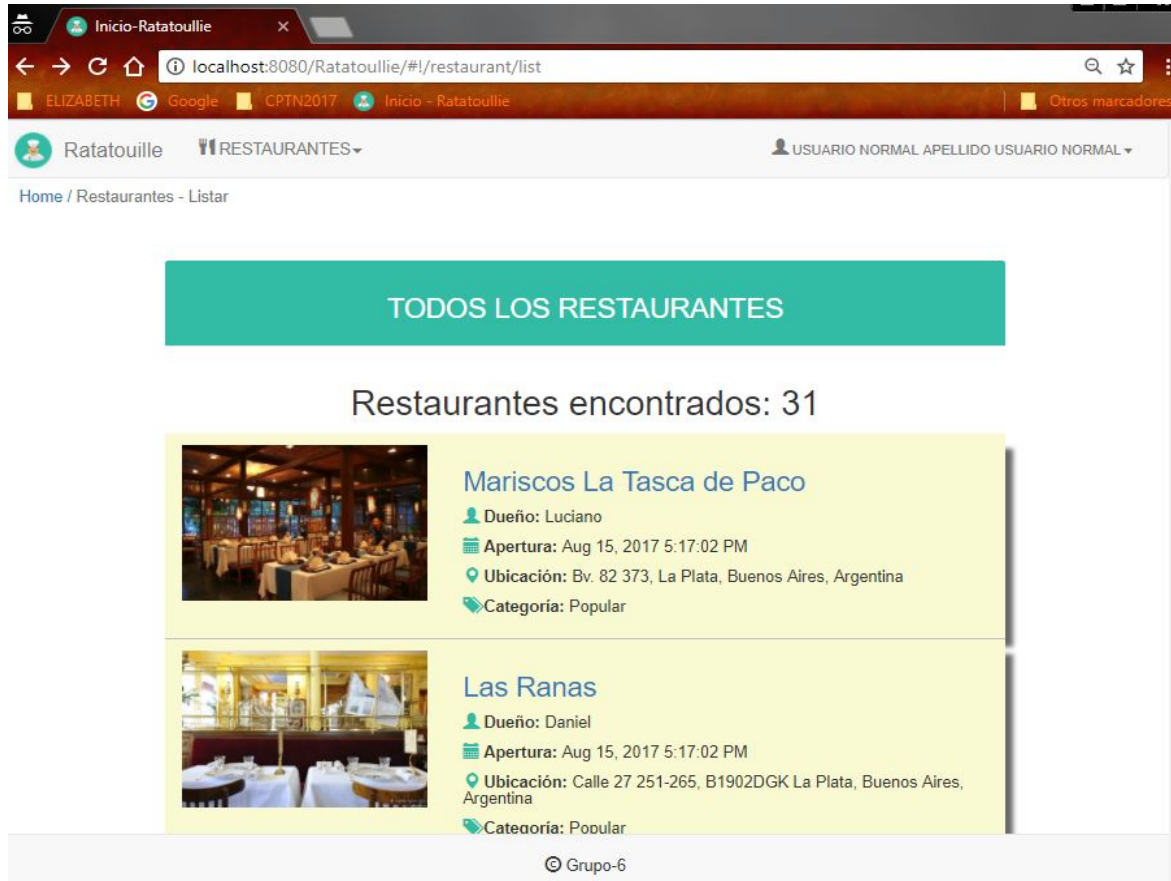 Inicio-Ratatoullie
localhost:8080/Ratatoullie/#!/restaurant/list
ELIZABETH Google CPTN2017 Inicio - Ratatoullie Otros marcadores
Ratatouille RESTAURANTES USUARIO NORMAL APELLIDO USUARIO NORMAL
Home / Restaurantes - Listar
TODOS LOS RESTAURANTES
Restaurantes encontrados: 31
Mariscos La Tasca de Paco
Dueño: Luciano
Apertura: Aug 15, 2017 5:17:02 PM
Ubicación: Bv. 82 373, La Plata, Buenos Aires, Argentina
Categoría: Popular
Las Ranas
Dueño: Daniel
Apertura: Aug 15, 2017 5:17:02 PM
Ubicación: Calle 27 251-265, B1902DGK La Plata, Buenos Aires,
Argentina
Categoría: Popular
© Grupo-6